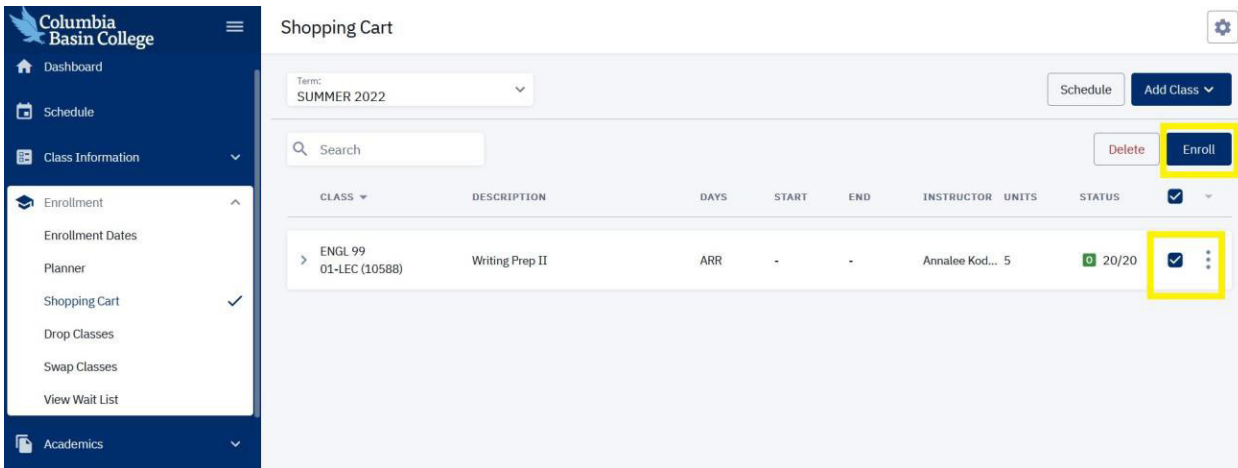 Columbia
Basin College
Dashboard
Schedule
Class Information
Enrollment
Enrollment Dates
Planner
Shopping Cart
Drop Classes
Swap Classes
View Wait List
Academics
Shopping Cart
Term:
SUMMER 2022
Schedule
Add Class
Search
Delete
Enroll
CLASS DESCRIPTION DAYS START END INSTRUCTOR UNITS STATUS
ENGL 99
01-LEC (10588)
Writing Prep II ARR - - Annalee Kod... 5 O 20/20